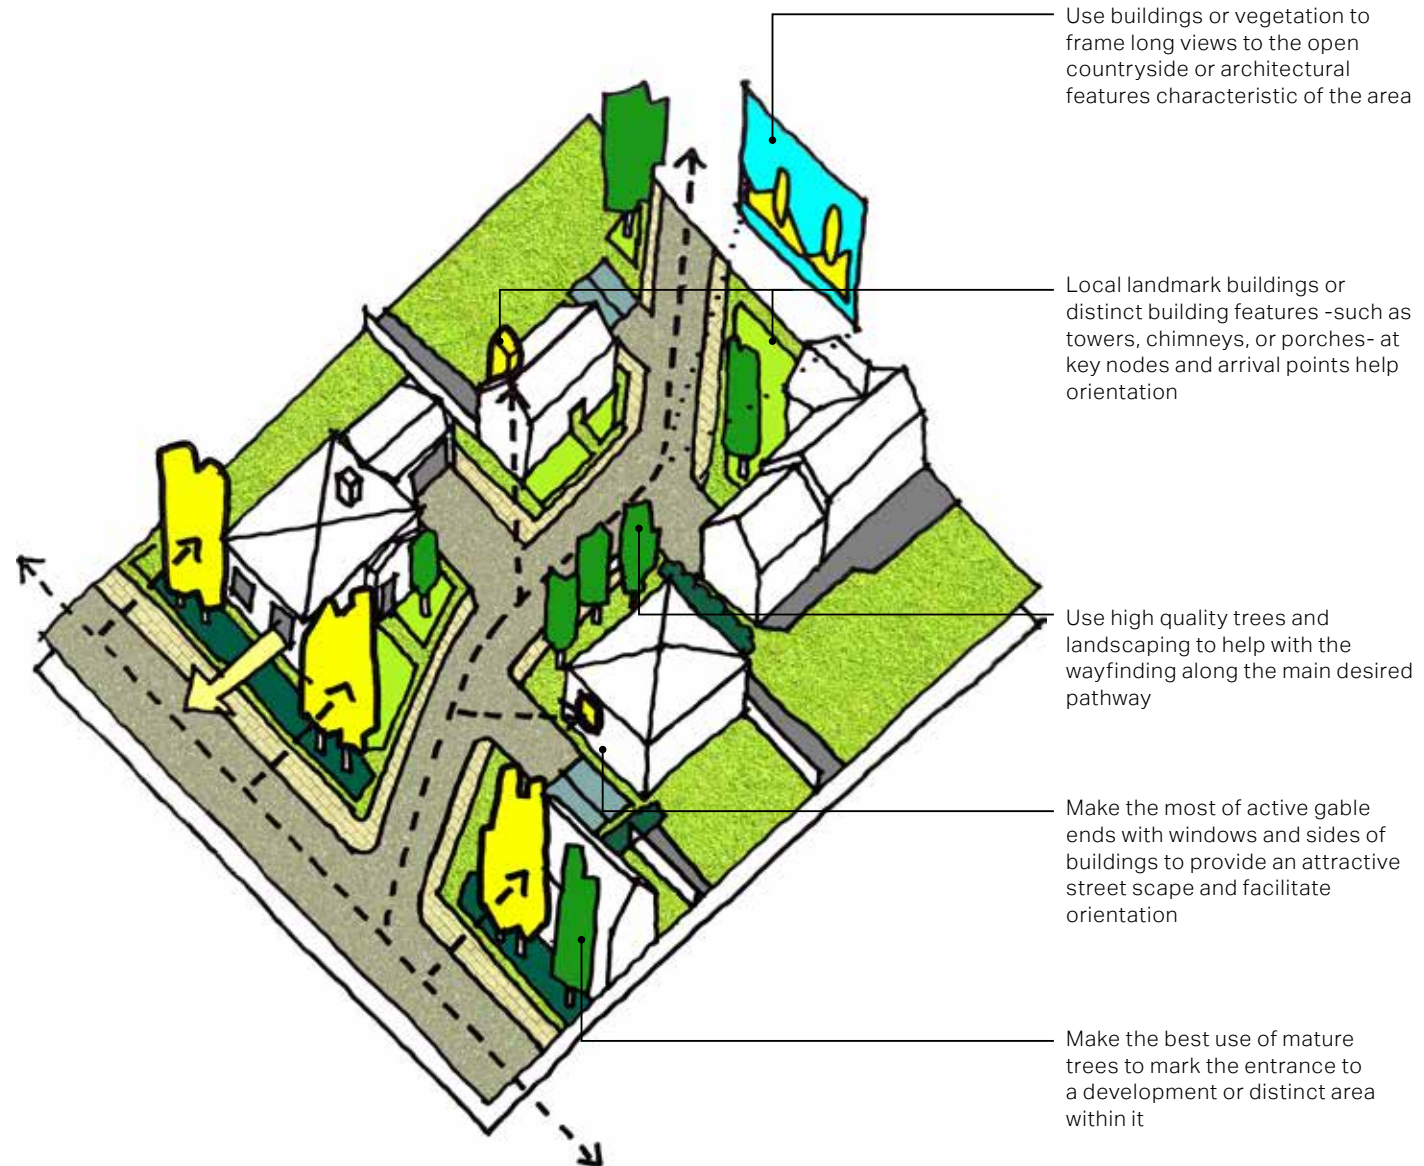 Use buildings or vegetation to
frame long views to the open
countryside or architectural
features characteristic of the area
Local landmark buildings or
distinct building features -such as
towers, chimneys, or porches- at
key nodes and arrival points help
orientation
Use high quality trees and
landscaping to help with the
wayfinding along the main desired
pathway
Make the most of active gable
ends with windows and sides of
buildings to provide an attractive
street scape and facilitate
orientation
Make the best use of mature
trees to mark the entrance to
a development or distinct area
within it